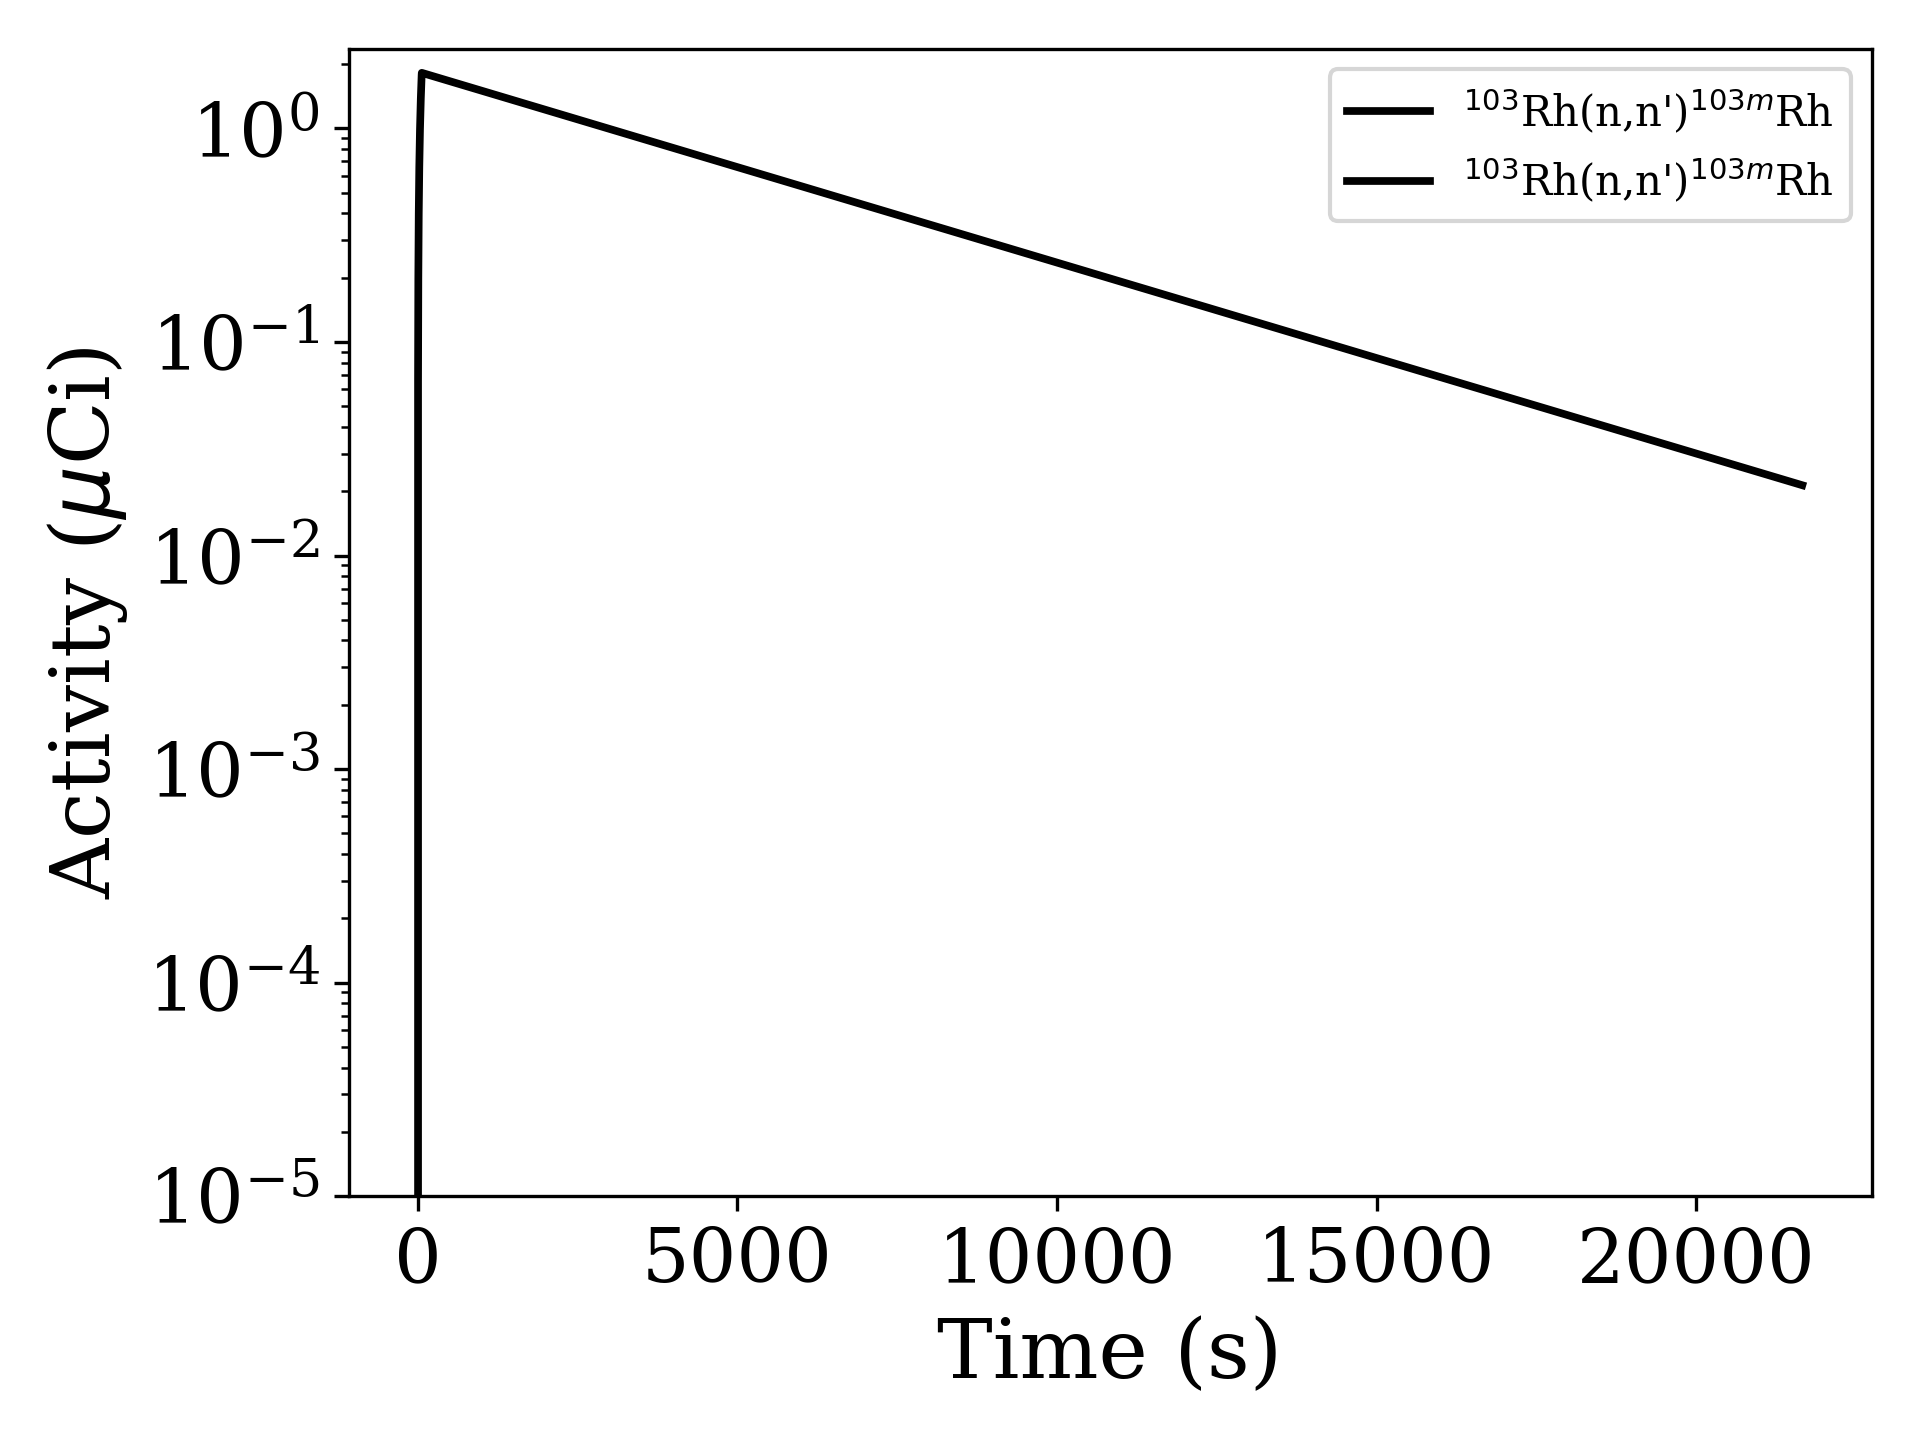 ¹⁰³Rh(n,n')¹⁰³ᵐRh
¹⁰³Rh(n,n')¹⁰³ᵐRh
10⁰
10⁻¹
10⁻²
10⁻³
10⁻⁴
10⁻⁵
Activity (μCi)
0 5000 10000 15000 20000
Time (s)